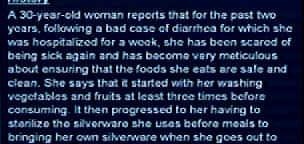 History
A 30-year-old woman reports that for the past two
years, following a bad case of diarrhea for which she
was hospitalized for a week, she has been scared of
being sick again and has become very meticulous
about ensuring that the foods she eats are safe and
clean. She says that it started with her washing
vegetables and fruits at least three times before
consuming. It then progressed to her having to
sterilize the silverware she uses before meals to
bringing her own silverware when she goes out to